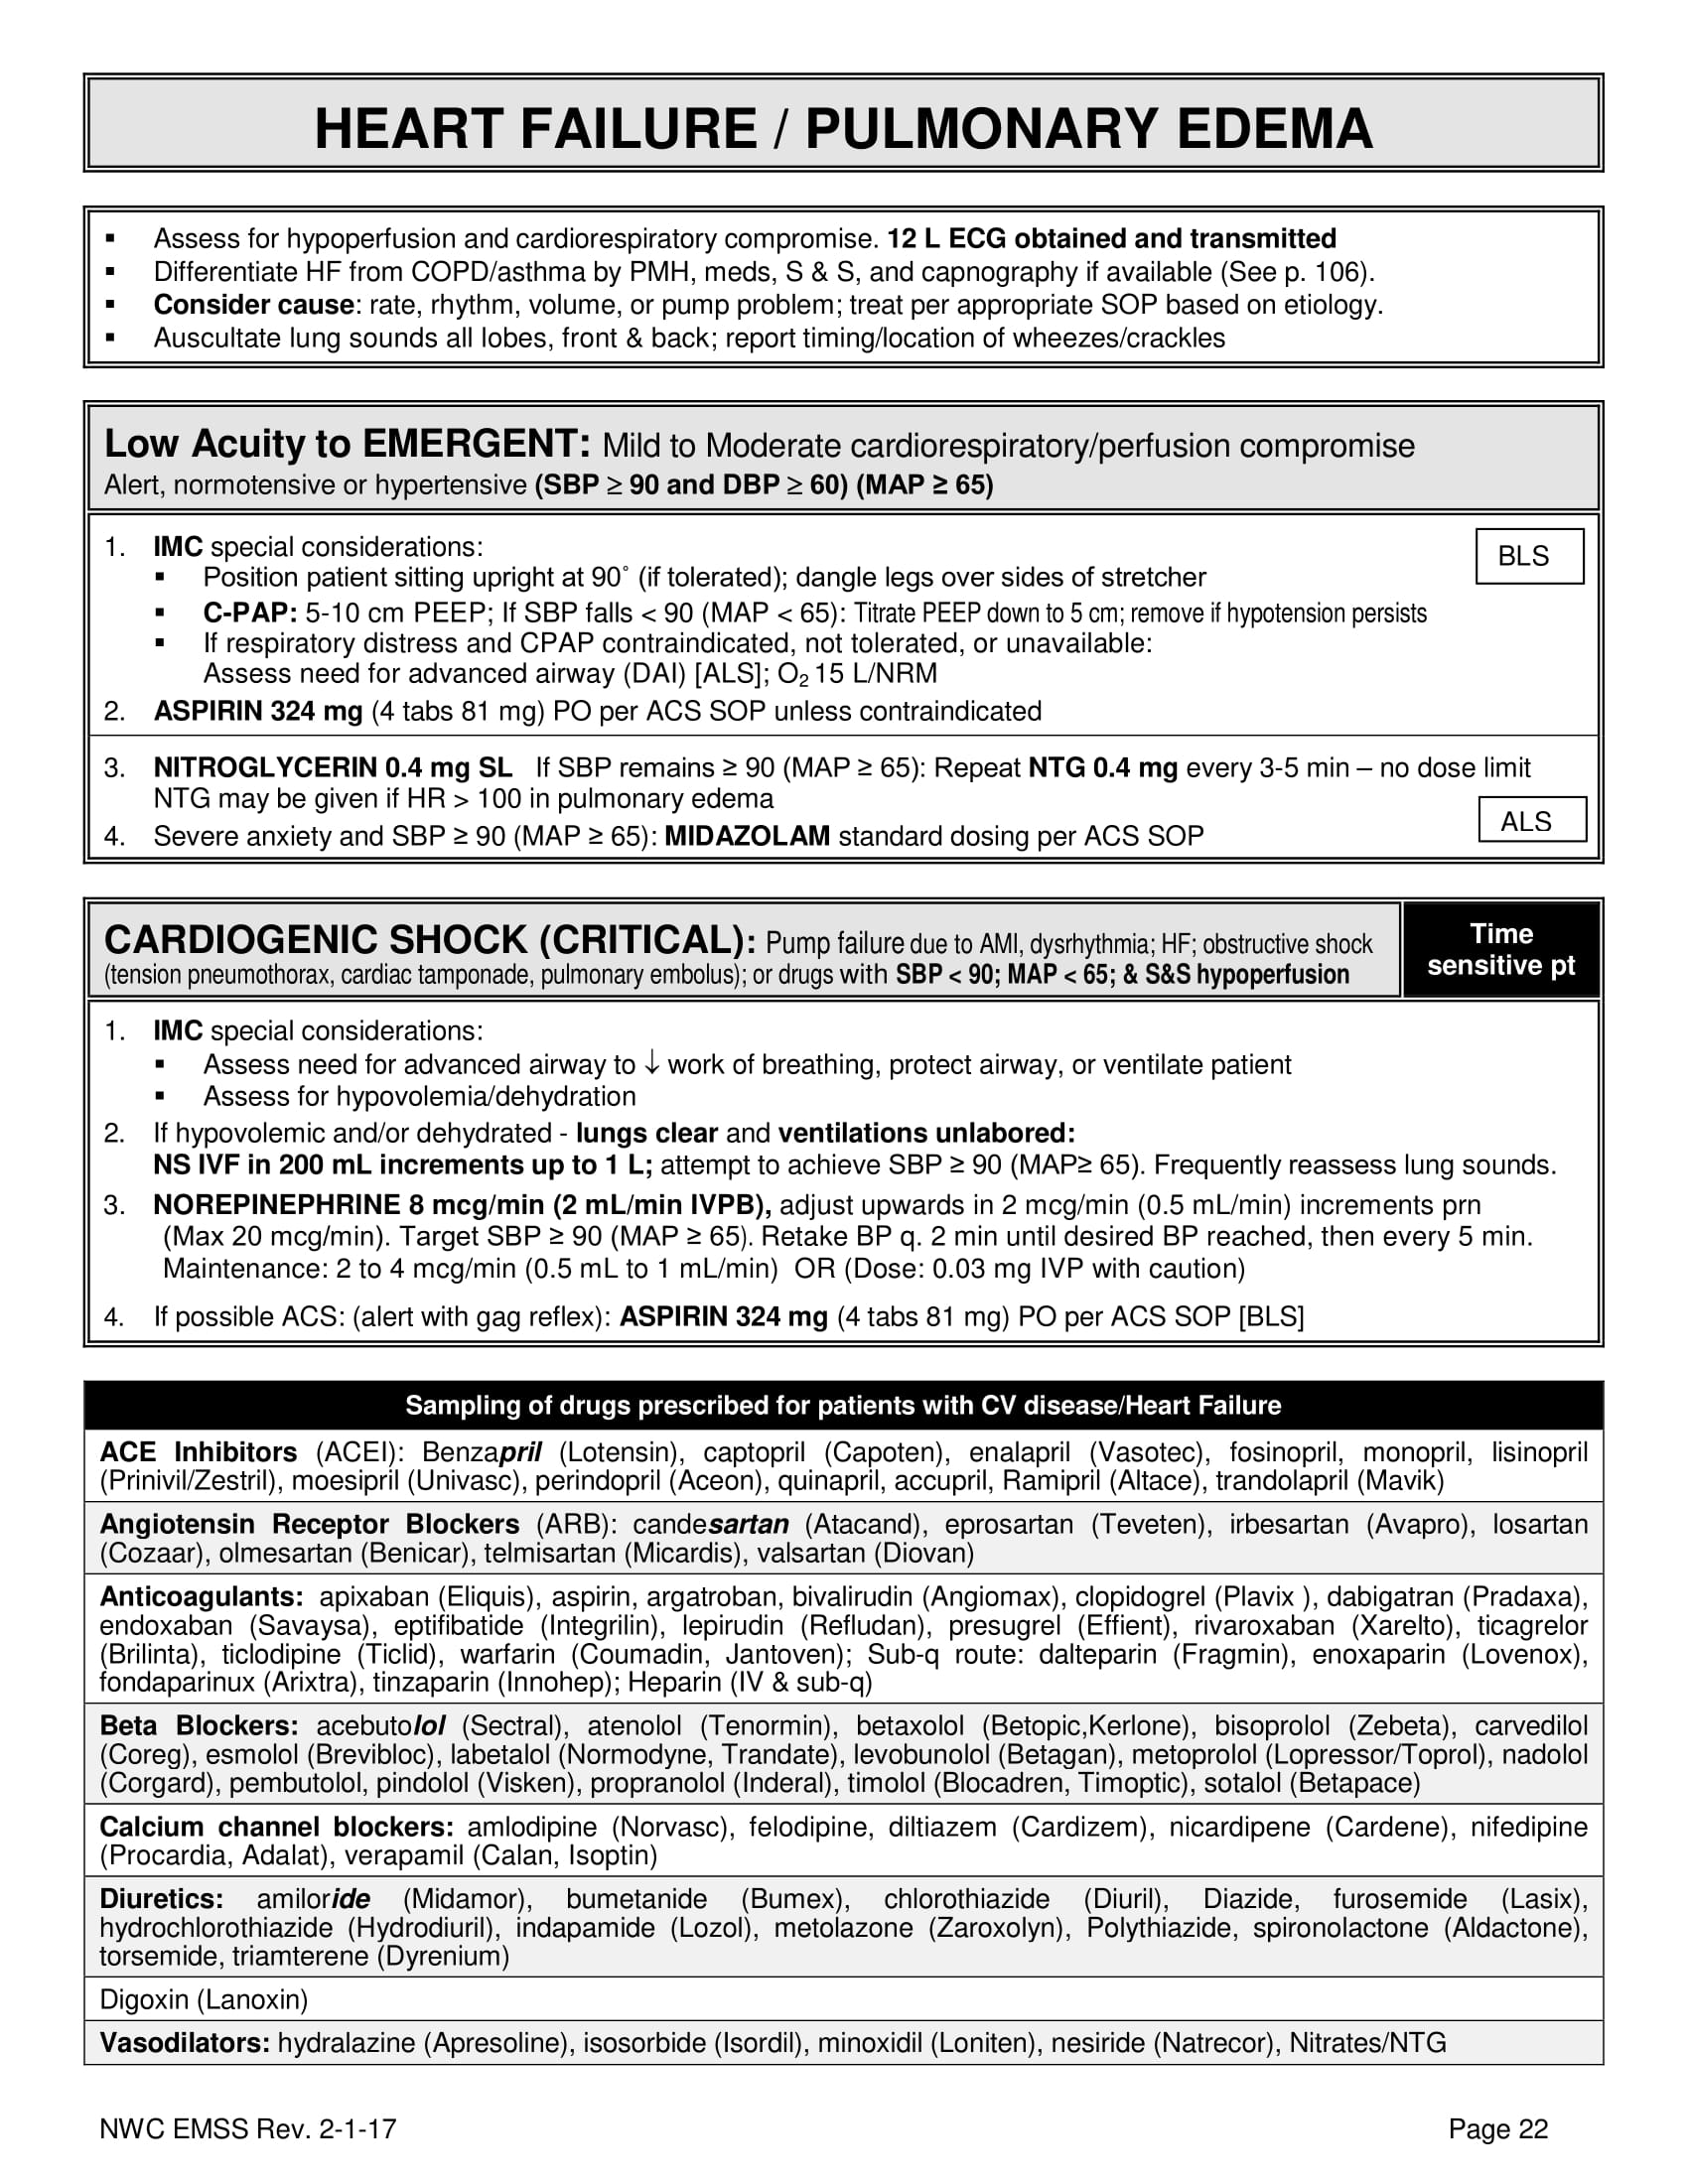 HEART FAILURE / PULMONARY EDEMA
▪ Assess for hypoperfusion and cardiorespiratory compromise. 12 L ECG obtained and transmitted
▪ Differentiate HF from COPD/asthma by PMH, meds, S & S, and capnography if available (See p. 106).
▪ Consider cause: rate, rhythm, volume, or pump problem; treat per appropriate SOP based on etiology.
▪ Auscultate lung sounds all lobes, front & back; report timing/location of wheezes/crackles
Low Acuity to EMERGENT: Mild to Moderate cardiorespiratory/perfusion compromise
Alert, normotensive or hypertensive (SBP ≥ 90 and DBP ≥ 60) (MAP ≥ 65)
1. IMC special considerations:
BLS
▪ Position patient sitting upright at 90˚ (if tolerated); dangle legs over sides of stretcher
▪ C-PAP: 5-10 cm PEEP; If SBP falls < 90 (MAP < 65): Titrate PEEP down to 5 cm; remove if hypotension persists
▪ If respiratory distress and CPAP contraindicated, not tolerated, or unavailable:
Assess need for advanced airway (DAI) [ALS]; O2 15 L/NRM
2. ASPIRIN 324 mg (4 tabs 81 mg) PO per ACS SOP unless contraindicated
3. NITROGLYCERIN 0.4 mg SL If SBP remains ≥ 90 (MAP ≥ 65): Repeat NTG 0.4 mg every 3-5 min – no dose limit
NTG may be given if HR > 100 in pulmonary edema
ALS
4. Severe anxiety and SBP ≥ 90 (MAP ≥ 65): MIDAZOLAM standard dosing per ACS SOP
CARDIOGENIC SHOCK (CRITICAL): Pump failure due to AMI, dysrhythmia; HF; obstructive shock
(tension pneumothorax, cardiac tamponade, pulmonary embolus); or drugs with SBP < 90; MAP < 65; & S&S hypoperfusion
Time
sensitive pt
1. IMC special considerations:
▪ Assess need for advanced airway to ↓ work of breathing, protect airway, or ventilate patient
▪ Assess for hypovolemia/dehydration
2. If hypovolemic and/or dehydrated - lungs clear and ventilations unlabored:
NS IVF in 200 mL increments up to 1 L; attempt to achieve SBP ≥ 90 (MAP≥ 65). Frequently reassess lung sounds.
3. NOREPINEPHRINE 8 mcg/min (2 mL/min IVPB), adjust upwards in 2 mcg/min (0.5 mL/min) increments prn
(Max 20 mcg/min). Target SBP ≥ 90 (MAP ≥ 65). Retake BP q. 2 min until desired BP reached, then every 5 min.
Maintenance: 2 to 4 mcg/min (0.5 mL to 1 mL/min) OR (Dose: 0.03 mg IVP with caution)
4. If possible ACS: (alert with gag reflex): ASPIRIN 324 mg (4 tabs 81 mg) PO per ACS SOP [BLS]
Sampling of drugs prescribed for patients with CV disease/Heart Failure
ACE Inhibitors (ACEI): Benzapril (Lotensin), captopril (Capoten), enalapril (Vasotec), fosinopril, monopril, lisinopril
(Prinivil/Zestril), moesipril (Univasc), perindopril (Aceon), quinapril, accupril, Ramipril (Altace), trandolapril (Mavik)
Angiotensin Receptor Blockers (ARB): candesartan (Atacand), eprosartan (Teveten), irbesartan (Avapro), losartan
(Cozaar), olmesartan (Benicar), telmisartan (Micardis), valsartan (Diovan)
Anticoagulants: apixaban (Eliquis), aspirin, argatroban, bivalirudin (Angiomax), clopidogrel (Plavix ), dabigatran (Pradaxa),
endoxaban (Savaysa), eptifibatide (Integrilin), lepirudin (Refludan), presugrel (Effient), rivaroxaban (Xarelto), ticagrelor
(Brilinta), ticlodipine (Ticlid), warfarin (Coumadin, Jantoven); Sub-q route: dalteparin (Fragmin), enoxaparin (Lovenox),
fondaparinux (Arixtra), tinzaparin (Innohep); Heparin (IV & sub-q)
Beta Blockers: acebutolol (Sectral), atenolol (Tenormin), betaxolol (Betopic,Kerlone), bisoprolol (Zebeta), carvedilol
(Coreg), esmolol (Brevibloc), labetalol (Normodyne, Trandate), levobunolol (Betagan), metoprolol (Lopressor/Toprol), nadolol
(Corgard), pembutolol, pindolol (Visken), propranolol (Inderal), timolol (Blocadren, Timoptic), sotalol (Betapace)
Calcium channel blockers: amlodipine (Norvasc), felodipine, diltiazem (Cardizem), nicardipene (Cardene), nifedipine
(Procardia, Adalat), verapamil (Calan, Isoptin)
Diuretics: amiloride (Midamor), bumetanide (Bumex), chlorothiazide (Diuril), Diazide, furosemide (Lasix),
hydrochlorothiazide (Hydrodiuril), indapamide (Lozol), metolazone (Zaroxolyn), Polythiazide, spironolactone (Aldactone),
torsemide, triamterene (Dyrenium)
Digoxin (Lanoxin)
Vasodilators: hydralazine (Apresoline), isosorbide (Isordil), minoxidil (Loniten), nesiride (Natrecor), Nitrates/NTG
NWC EMSS Rev. 2-1-17
Page 22